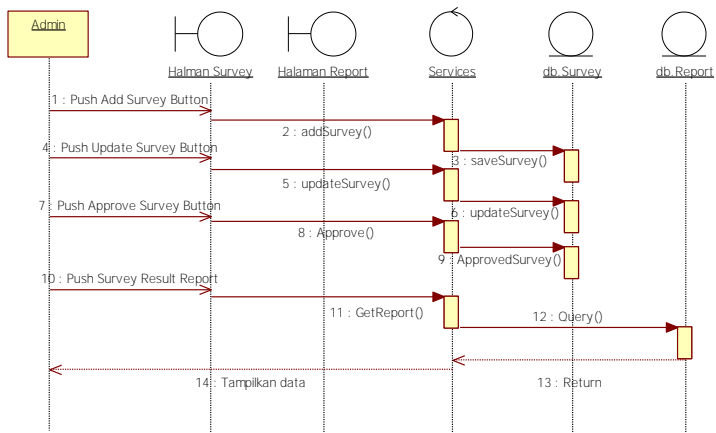 Admin
Halman Survey
Halaman Report
Services
db.Survey
db.Report
1 : Push Add Survey Button
2 : addSurvey()
3 : saveSurvey()
4 : Push Update Survey Button
5 : updateSurvey()
6 : updateSurvey()
7 : Push Approve Survey Button
8 : Approve()
9 : ApprovedSurvey()
10 : Push Survey Result Report
11 : GetReport()
12 : Query()
13 : Return
14 : Tampilkan data